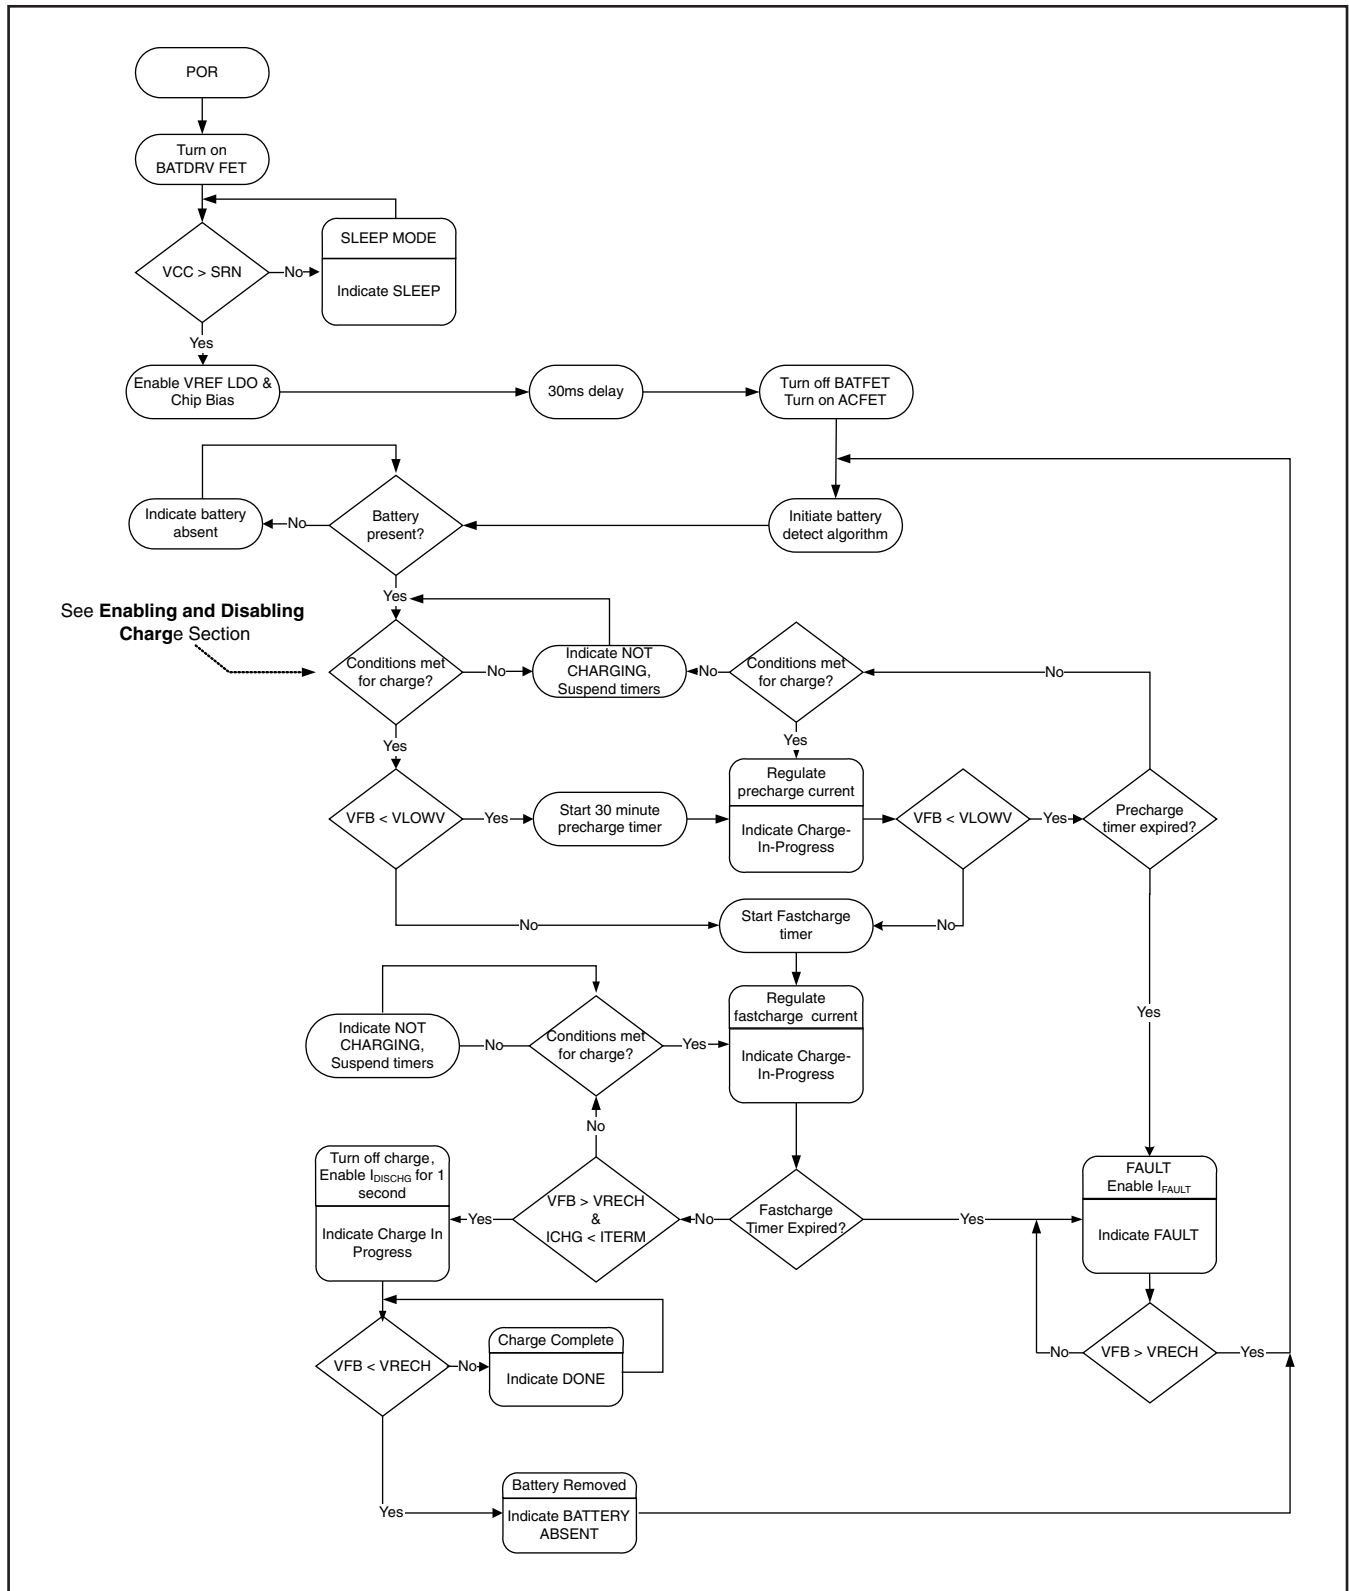 POR
Turn on
BATDRV FET
VCC > SRN
No
SLEEP MODE
Indicate SLEEP
Yes
Enable VREF LDO &
Chip Bias
30ms delay
Turn off BATFET
Turn on ACFET
Indicate battery
absent
No
Battery
present?
Initiate battery
detect algorithm
Yes
See Enabling and Disabling
Charge Section
Conditions met
for charge?
No
Indicate NOT
CHARGING,
Suspend timers
No
Conditions met
for charge?
No
Yes
Yes
VFB < VLOWV
Yes
Start 30 minute
precharge timer
Regulate
precharge current
Indicate Charge-
In-Progress
VFB < VLOWV
Yes
Precharge
timer expired?
No
Start Fastcharge
timer
No
Indicate NOT
CHARGING,
Suspend timers
No
Conditions met
for charge?
Yes
Regulate
fastcharge current
Indicate Charge-
In-Progress
Yes
No
Turn off charge,
Enable IDISCHG for 1
second
Indicate Charge In
Progress
Yes
VFB > VRECH
&
ICHG < ITERM
No
Fastcharge
Timer Expired?
Yes
FAULT
Enable IFAULT
Indicate FAULT
VFB < VRECH
No
Charge Complete
Indicate DONE
No
VFB > VRECH
Yes
Yes
Battery Removed
Indicate BATTERY
ABSENT